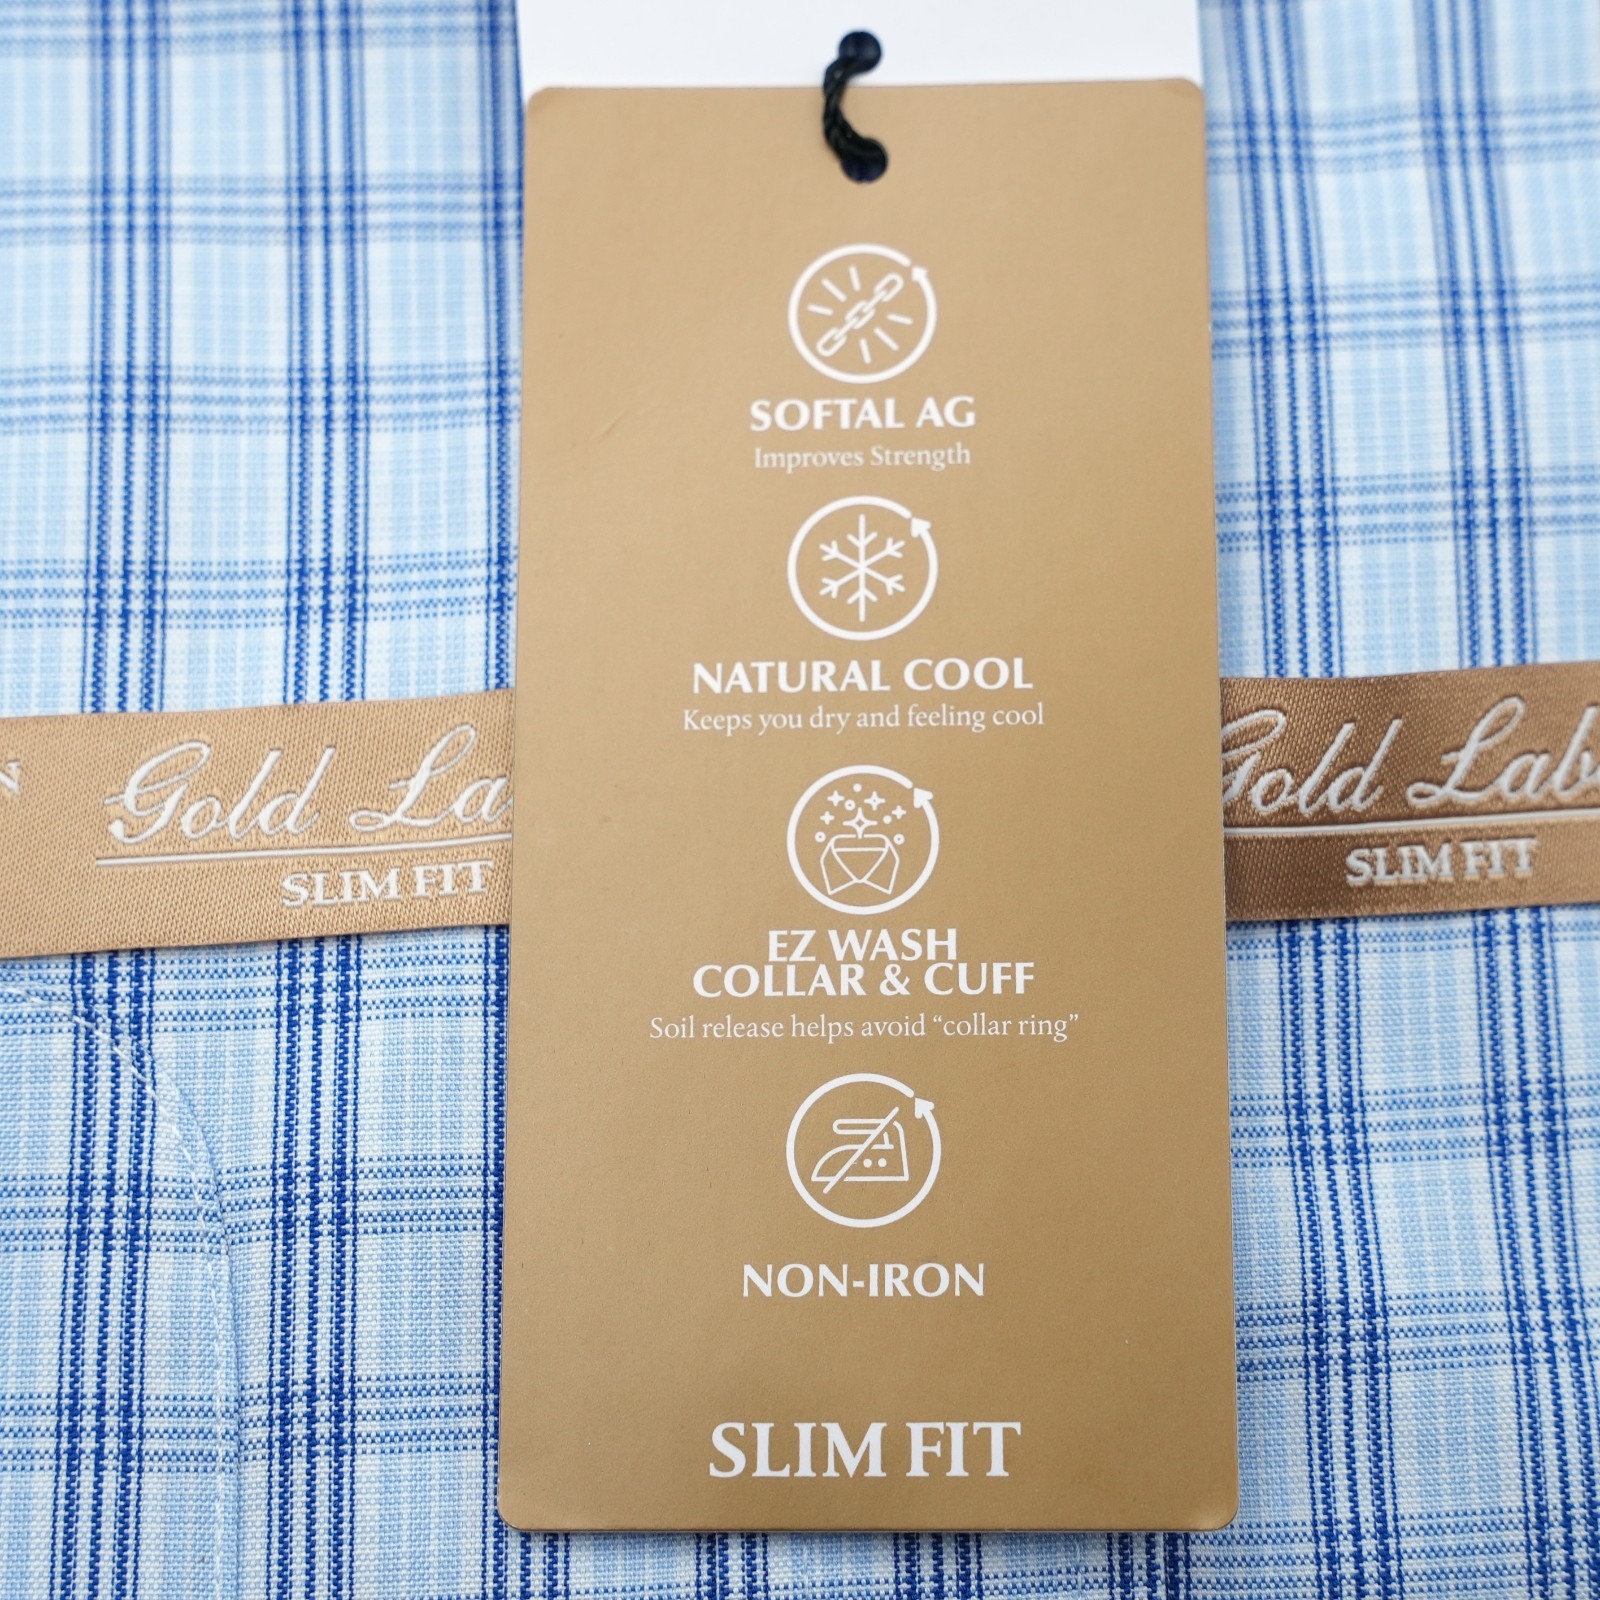 SOFTAL AG
Improves Strength
NATURAL COOL
Keeps you dry and feeling cool
Gold La
SLIM FIT
Gold Lab
SLIM FIT
EZ WASH
COLLAR & CUFF
Soil release helps avoid “collar ring”
NON-IRON
SLIM FIT